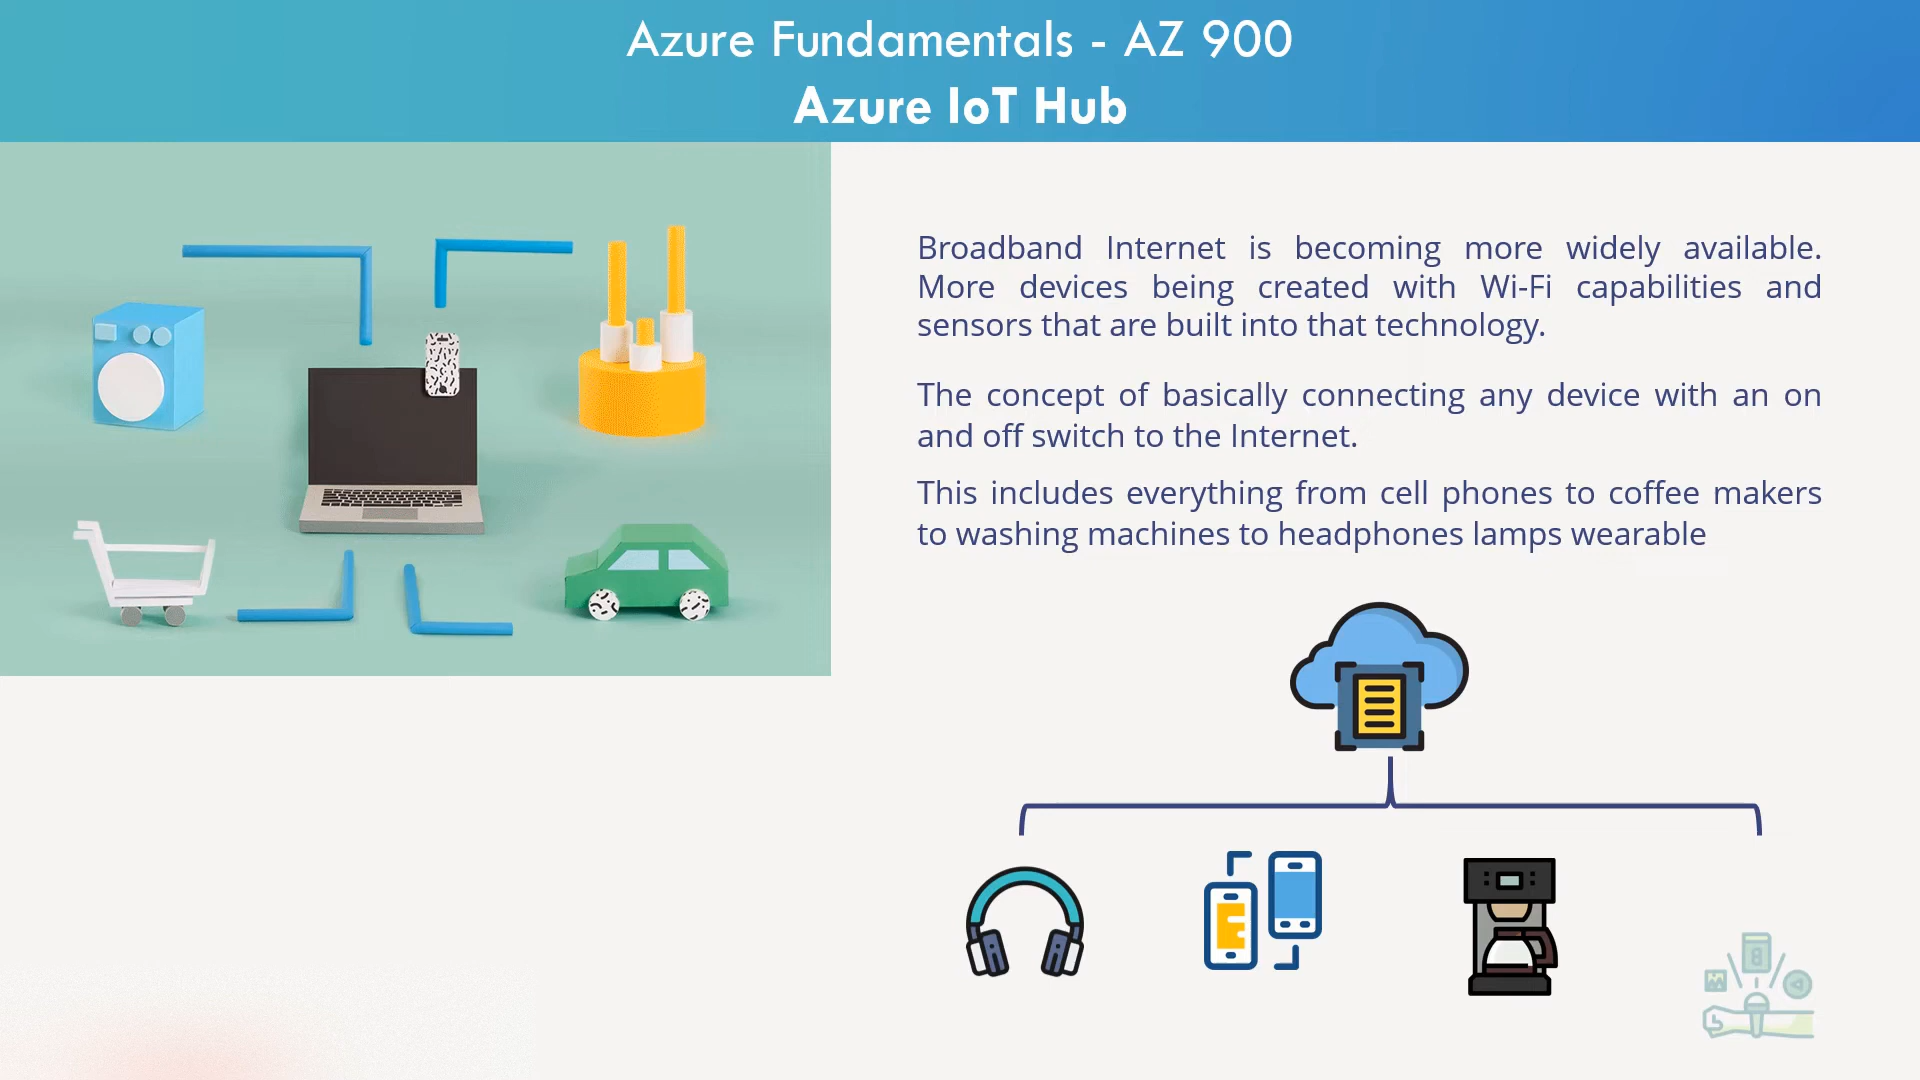 Azure Fundamentals - AZ 900
Azure IoT Hub
Broadband Internet is becoming more widely available.
More devices being created with Wi-Fi capabilities and
sensors that are built into that technology.
The concept of basically connecting any device with an on
and off switch to the Internet.
This includes everything from cell phones to coffee makers
to washing machines to headphones lamps wearable